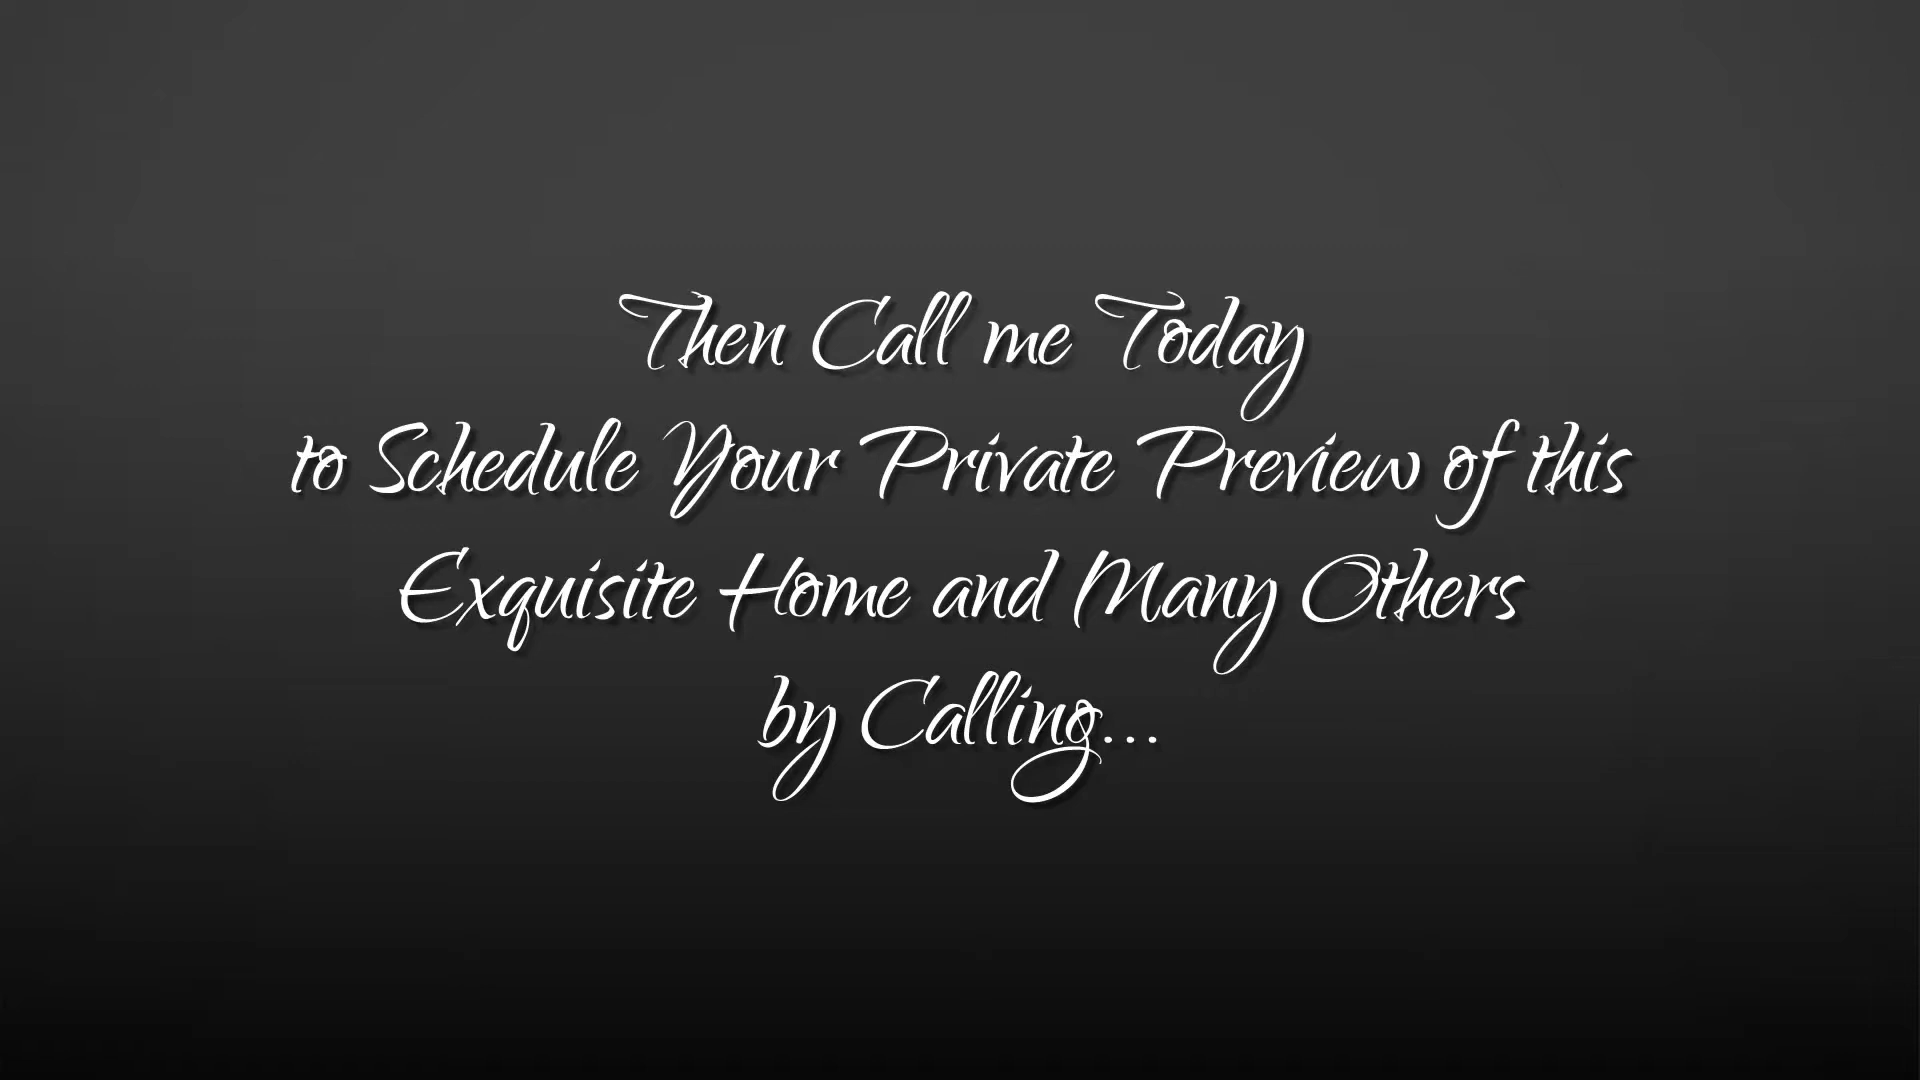 Then Call me Today
to Schedule Your Private Preview of this
Exquisite Home and Many Others
by Calling...